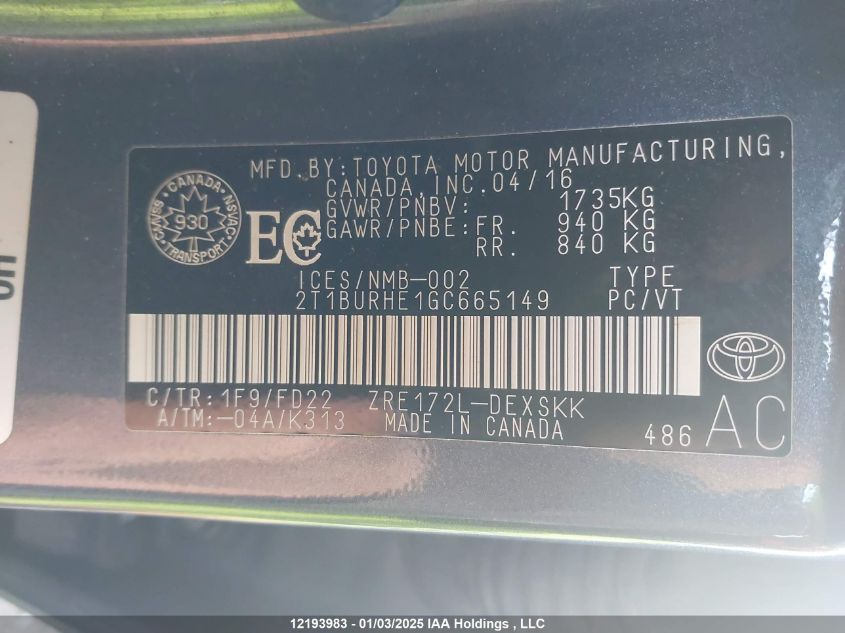 MFD.BY:TOYOTA MOTOR MANUFACTURING,
CANADA, INC. 04/16
GVWR/PNBV: 1735KG
GAWR/PNBE:FR. 940 KG
RR. 840 KG
CANADA
CMVSS NSVAC
930
TRANSPORT
EC
ICES/NMB-002 TYPE
2T1BURHE1GC665149 PC/VT
C/TR:1F9/FD22 ZRE172L-DEXSKK
A/TM:-04A/K313 MADE IN CANADA
486 AC
12193983 - 01/03/2025 IAA Holdings , LLC